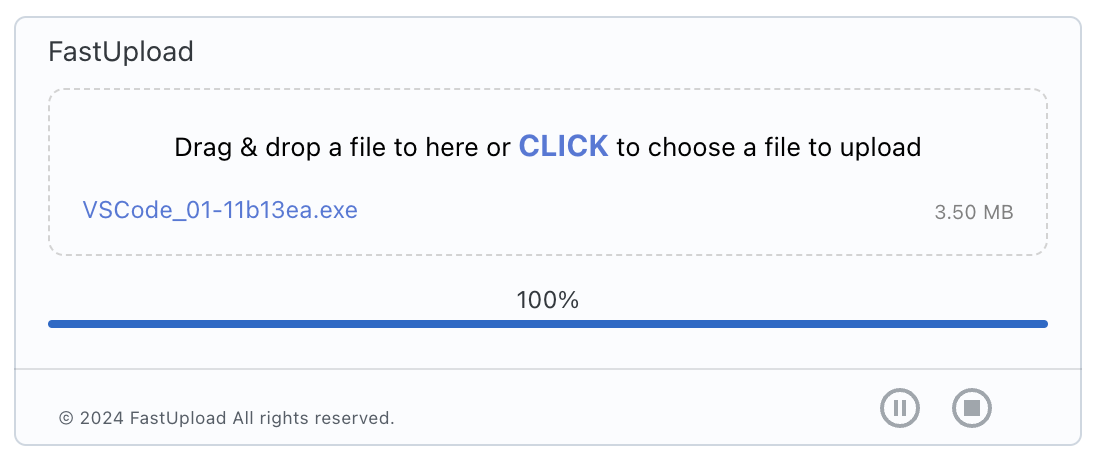 FastUpload
Drag & drop a file to here or CLICK to choose a file to upload
VSCode_01-11b13ea.exe 3.50 MB
100%
© 2024 FastUpload All rights reserved.